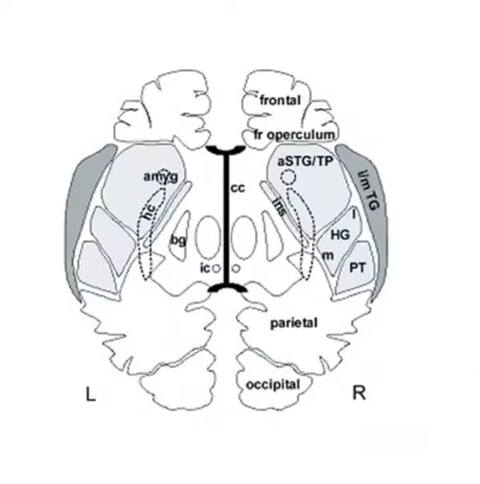 frontal
fr operculum
amyg
aSTG/TP
i/m TG
cc
hc
ins
l
HG
bg
m
PT
ic
parietal
occipital
L
R